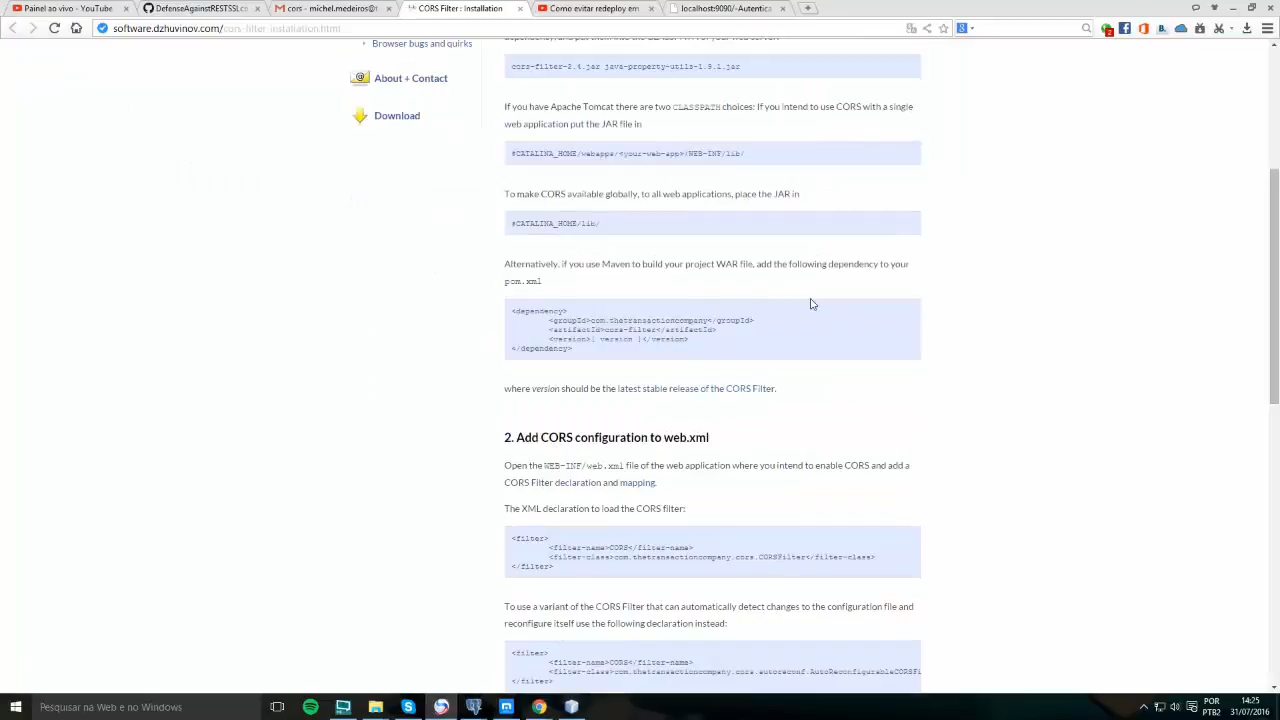 Painel ao vivo - YouTube
DefenseAgainstRESTSSLco
cors - michel.medeiros@
CORS Filter : Installation
Como evitar redeploy em
localhost:9090/-Autentica
software.dzhuvinov.com/cors-filter-installation.html
Browser bugs and quirks
About + Contact
Download
cors-filter-2.4.jar java-property-utils-1.9.1.jar
If you have Apache Tomcat there are two CLASSPATH choices: If you intend to use CORS with a single
web application put the JAR file in
#CATALINA_HOME/webapps/<your-web-app>/WEB-INF/lib/
To make CORS available globally, to all web applications, place the JAR in
#CATALINA_HOME/lib/
Alternatively, if you use Maven to build your project WAR file, add the following dependency to your
pom.xml
<dependency>
<groupId>com.thetransactioncompany</groupId>
<artifactId>cors-filter</artifactId>
<version>[ version ]</version>
</dependency>
where version should be the latest stable release of the CORS Filter.
2. Add CORS configuration to web.xml
Open the WEB-INF/web.xml file of the web application where you intend to enable CORS and add a
CORS Filter declaration and mapping.
The XML declaration to load the CORS filter:
<filter>
<filter-name>CORS</filter-name>
<filter-class>com.thetransactioncompany.cors.CORSFilter</filter-class>
</filter>
To use a variant of the CORS Filter that can automatically detect changes to the configuration file and
reconfigure itself use the following declaration instead:
<filter>
<filter-name>CORS</filter-name>
<filter-class>com.thetransactioncompany.cors.autoreconf.AutoReconfigurableCORSFi
</filter>
Pesquisar na Web e no Windows
POR
PTB2
14:25
31/07/2016